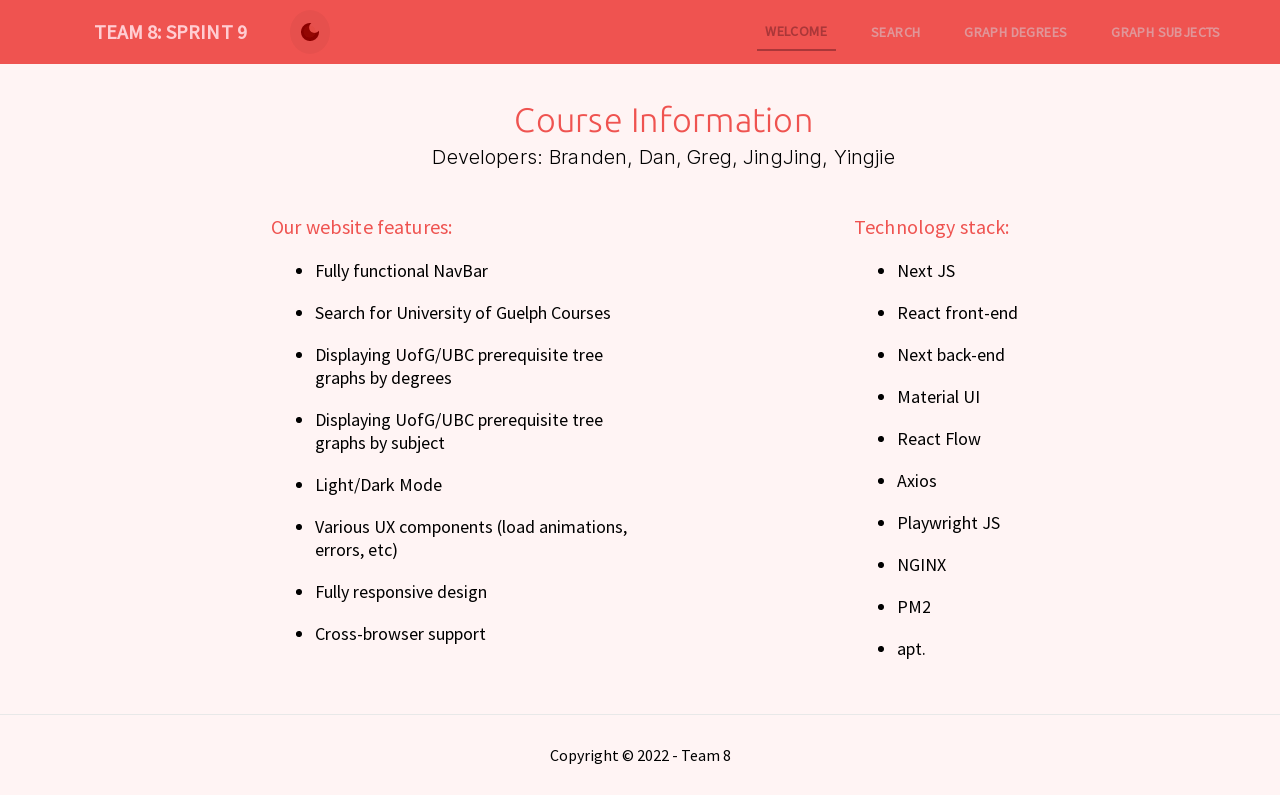 TEAM 8: SPRINT 9
WELCOME
SEARCH
GRAPH DEGREES
GRAPH SUBJECTS
Course Information
Developers: Branden, Dan, Greg, JingJing, Yingjie
Our website features:
Fully functional NavBar
Search for University of Guelph Courses
Displaying UofG/UBC prerequisite tree
graphs by degrees
Displaying UofG/UBC prerequisite tree
graphs by subject
Light/Dark Mode
Various UX components (load animations,
errors, etc)
Fully responsive design
Cross-browser support
Technology stack:
Next JS
React front-end
Next back-end
Material UI
React Flow
Axios
Playwright JS
NGINX
PM2
apt.
Copyright © 2022 - Team 8